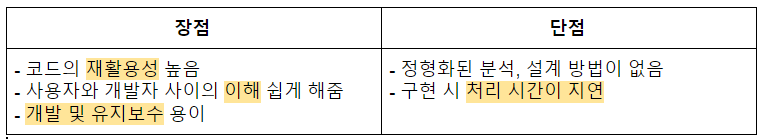 장점
단점
- 코드의 재활용성 높음
- 사용자와 개발자 사이의 이해 쉽게 해줌
- 개발 및 유지보수 용이
- 정형화된 분석, 설계 방법이 없음
- 구현 시 처리 시간이 지연